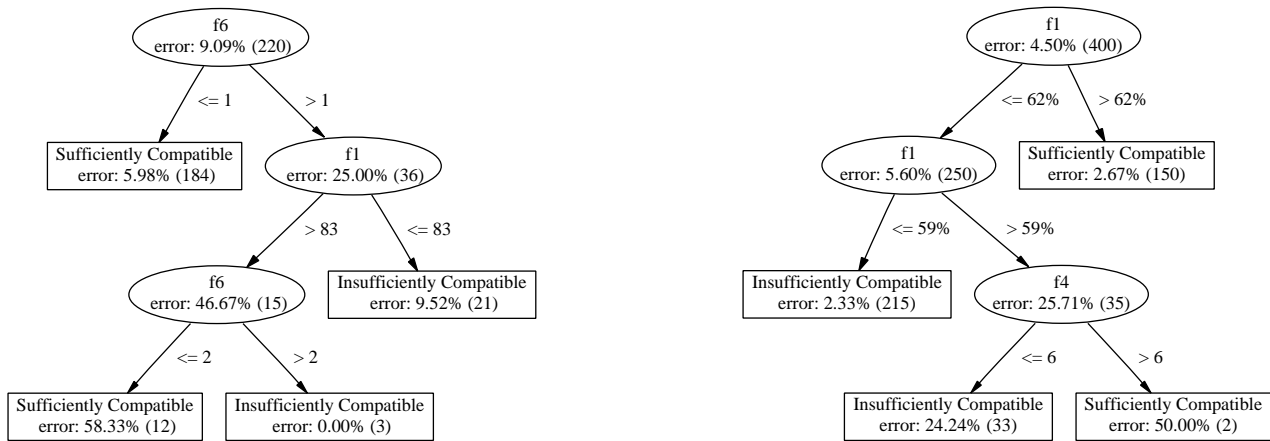 f6
error: 9.09% (220)
<= 1
> 1
Sufficiently Compatible
error: 5.98% (184)
f1
error: 25.00% (36)
> 83
<= 83
f6
error: 46.67% (15)
Insufficiently Compatible
error: 9.52% (21)
<= 2
> 2
Sufficiently Compatible
error: 58.33% (12)
Insufficiently Compatible
error: 0.00% (3)
f1
error: 4.50% (400)
<= 62%
> 62%
f1
error: 5.60% (250)
Sufficiently Compatible
error: 2.67% (150)
<= 59%
> 59%
Insufficiently Compatible
error: 2.33% (215)
f4
error: 25.71% (35)
<= 6
> 6
Insufficiently Compatible
error: 24.24% (33)
Sufficiently Compatible
error: 50.00% (2)